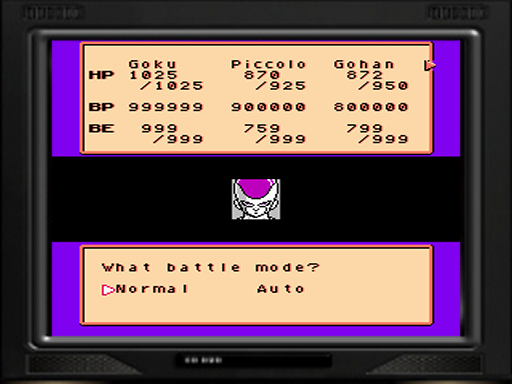 Goku Piccolo Gohan
HP 1025 870 872
/1025 /925 /950
BP 999999 900000 800000
BE 999 759 799
/999 /999 /999
What battle mode?
Normal Auto